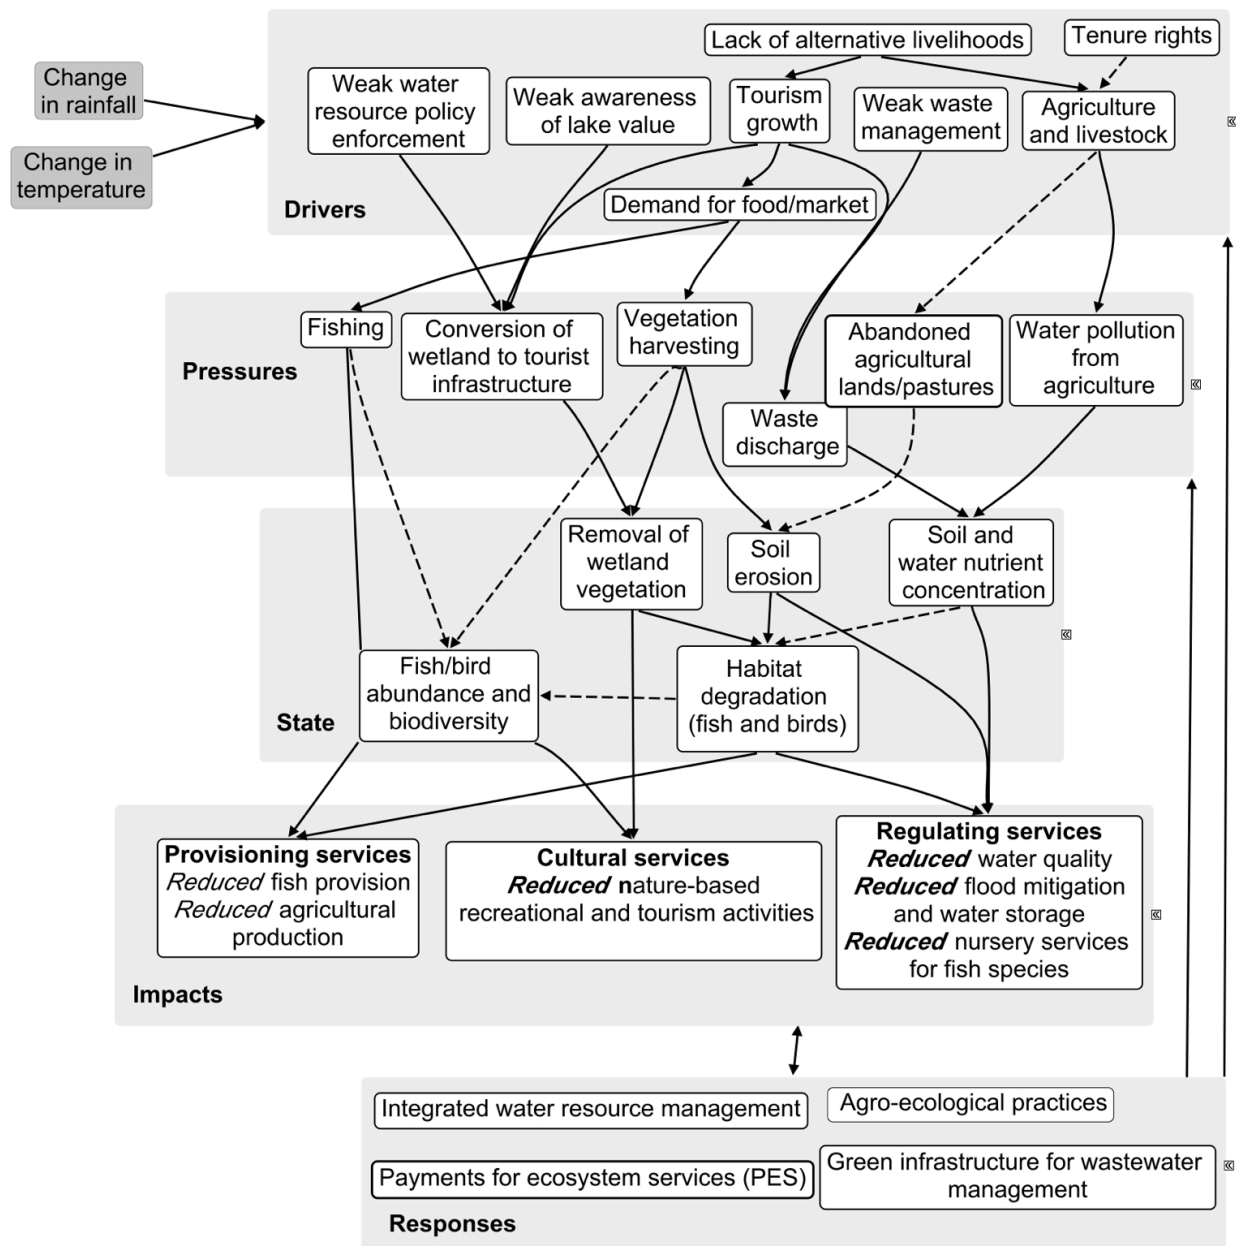 Lack of alternative livelihoods
Tenure rights
Change
in rainfall
Change in
temperature
Weak water
resource policy
enforcement
Weak awareness
of lake value
Tourism
growth
Weak waste
management
Agriculture
and livestock
Demand for food/market
Drivers
Fishing
Conversion of
wetland to tourist
infrastructure
Vegetation
harvesting
Abandoned
agricultural
lands/pastures
Water pollution
from
agriculture
Pressures
Waste
discharge
Removal of
wetland
vegetation
Soil
erosion
Soil and
water nutrient
concentration
Fish/bird
abundance and
biodiversity
Habitat
degradation
(fish and birds)
State
Provisioning services
Reduced fish provision
Reduced agricultural
production
Cultural services
Reduced nature-based
recreational and tourism activities
Regulating services
Reduced water quality
Reduced flood mitigation
and water storage
Reduced nursery services
for fish species
Impacts
Integrated water resource management
Agro-ecological practices
Payments for ecosystem services (PES)
Green infrastructure for wastewater
management
Responses